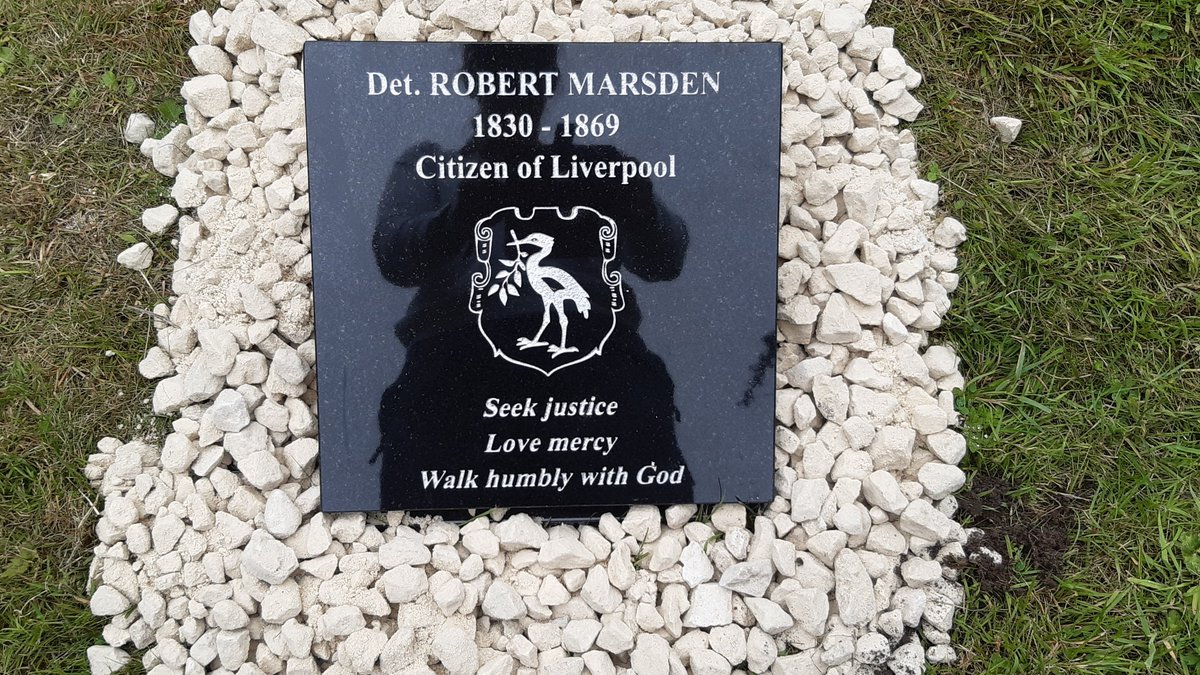 Det. ROBERT MARSDEN
1830 - 1869
Citizen of Liverpool
Seek justice
Love mercy
Walk humbly with God